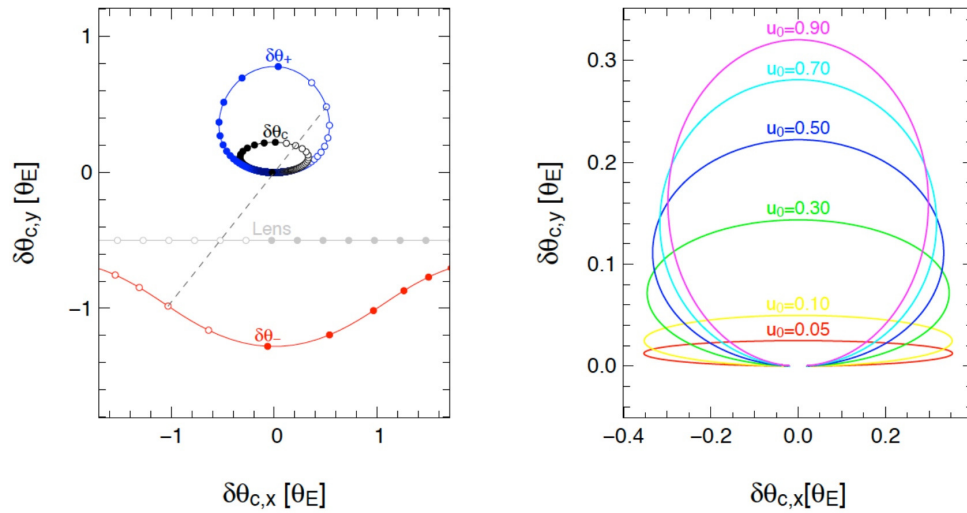 1
0
−1
δθ+
δθc
Lens
δθ−
−1
0
1
δθc,y [θE]
δθc,x [θE]
0.3
0.2
0.1
0.0
u0=0.90
u0=0.70
u0=0.50
u0=0.30
u0=0.10
u0=0.05
−0.4
0.0
0.2
δθc,y [θE]
δθc,x[θE]